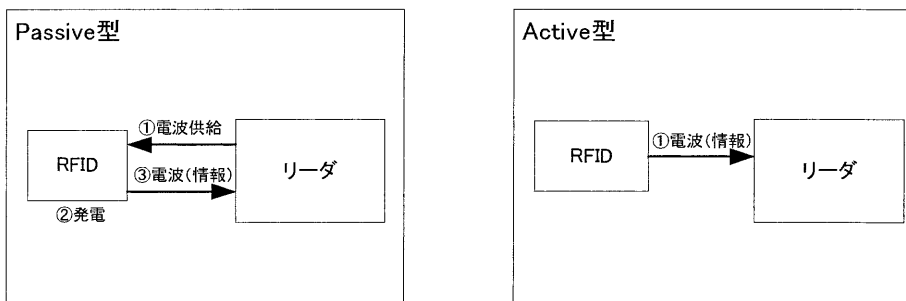 Passive型
①電波供給
RFID
リーダ
③電波(情報)
②発電
Active型
①電波(情報)
RFID
リーダ